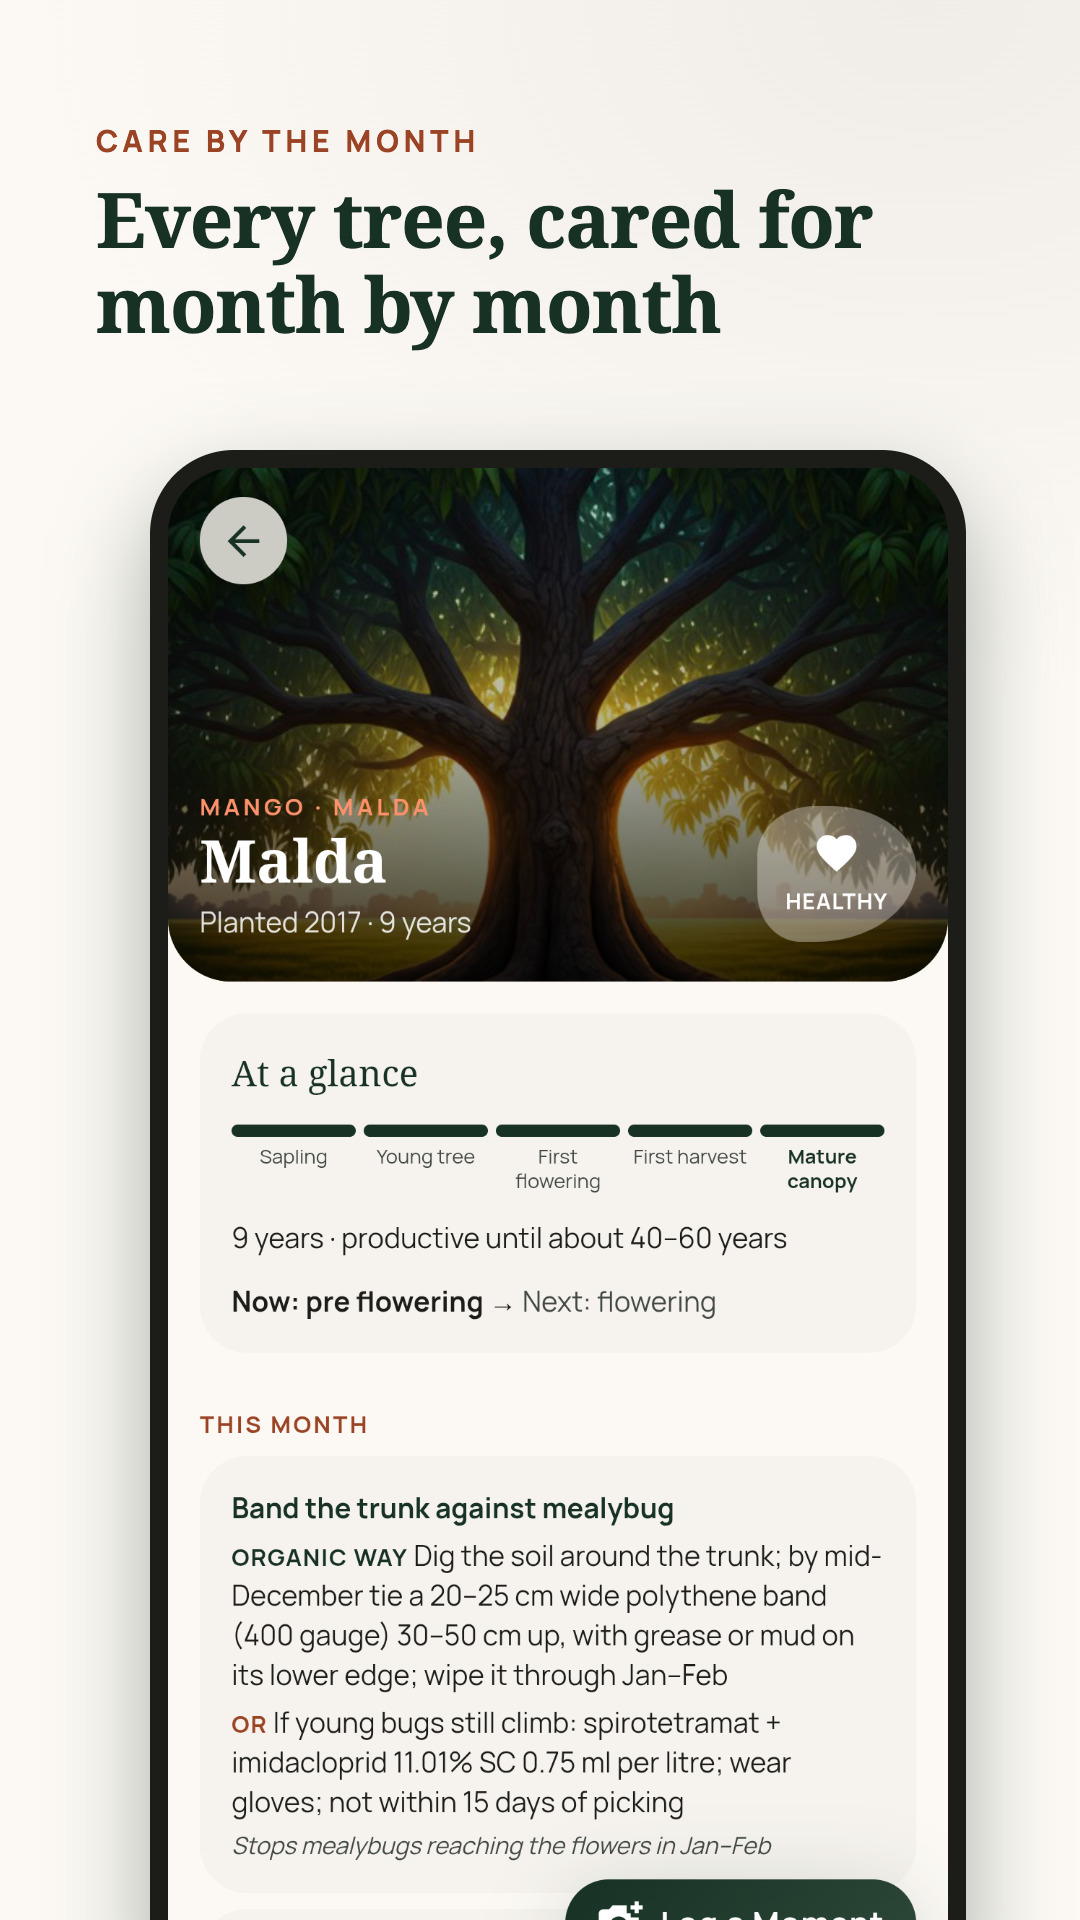 CARE BY THE MONTH
Every tree, cared for
month by month
MANGO · MALDA
Malda
Planted 2017 · 9 years
HEALTHY
At a glance
Sapling
Young tree
First
flowering
First harvest
Mature
canopy
9 years · productive until about 40–60 years
Now: pre flowering → Next: flowering
THIS MONTH
Band the trunk against mealybug
ORGANIC WAY Dig the soil around the trunk; by mid-
December tie a 20–25 cm wide polythene band
(400 gauge) 30–50 cm up, with grease or mud on
its lower edge; wipe it through Jan–Feb
OR If young bugs still climb: spirotetramat +
imidacloprid 11.01% SC 0.75 ml per litre; wear
gloves; not within 15 days of picking
Stops mealybugs reaching the flowers in Jan–Feb
Log a Moment